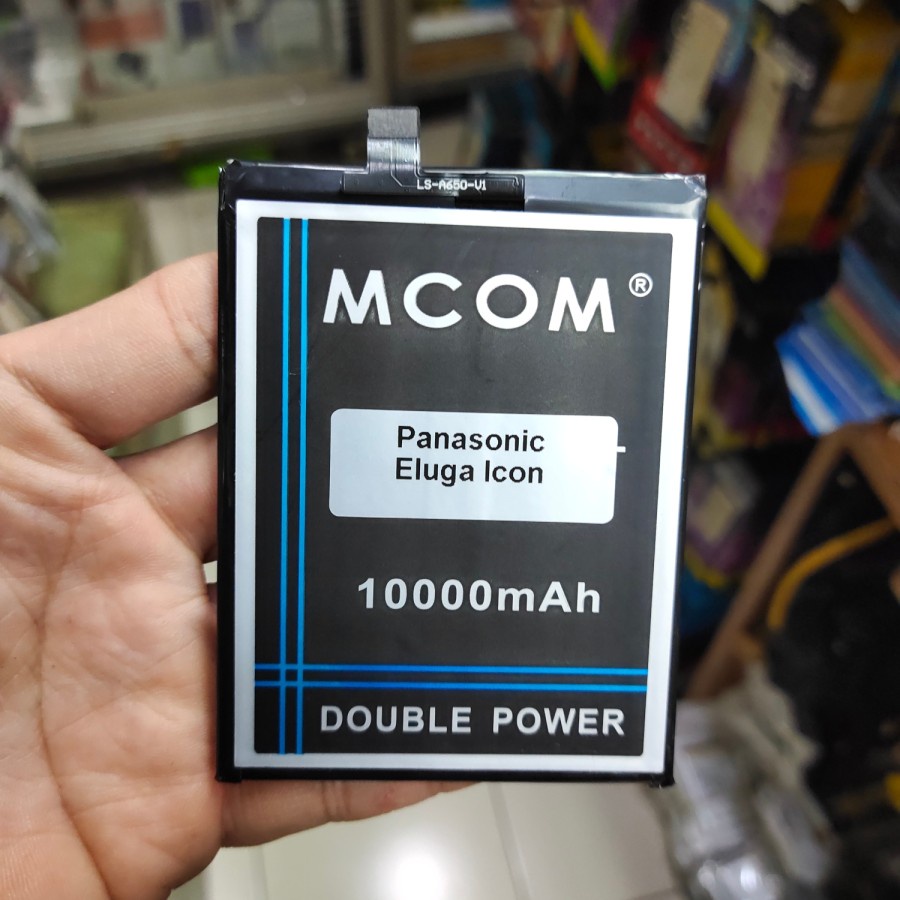 LS-A650-V1
MCOM®
Panasonic
Eluga Icon
10000mAh
DOUBLE POWER